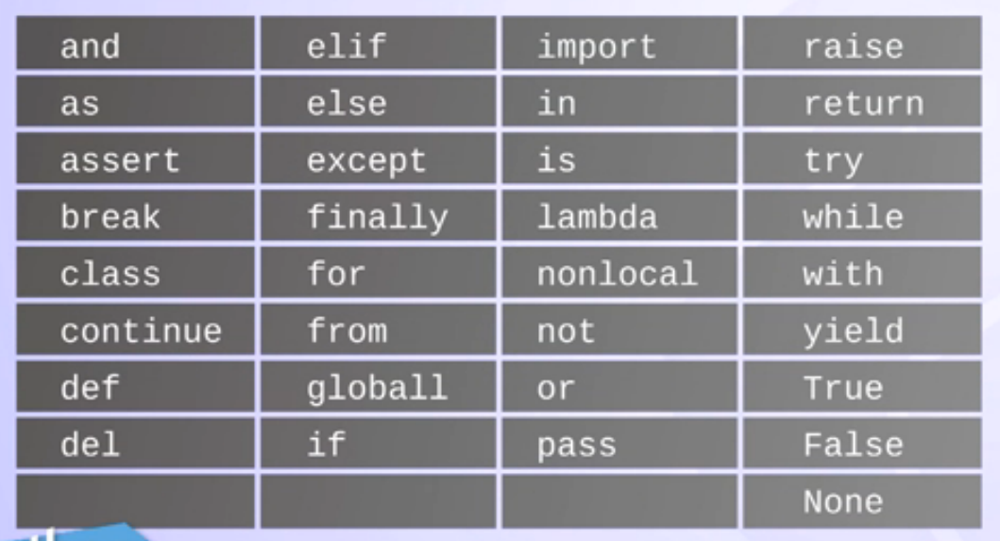 and elif import raise
as else in return
assert except is try
break finally lambda while
class for nonlocal with
continue from not yield
def globall or True
del if pass False
None